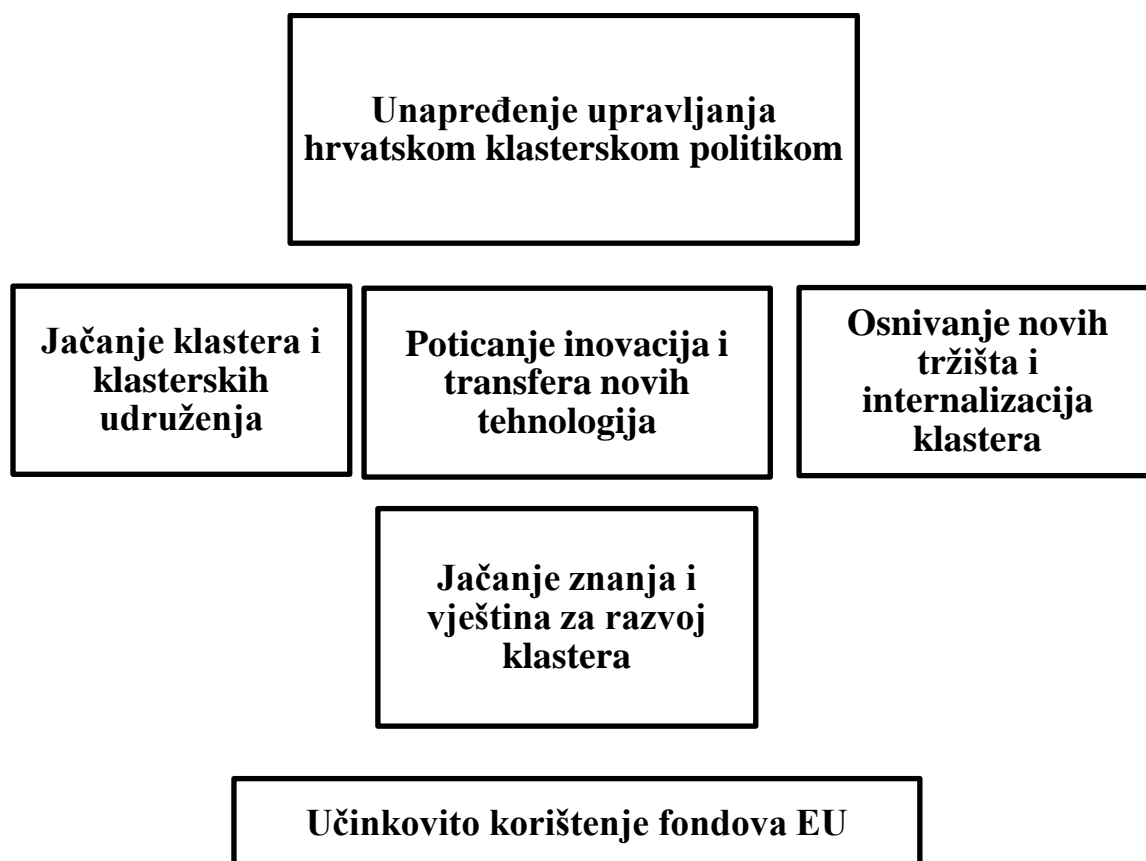 Unapređenje upravljanja
hrvatskom klasterskom politikom
Jačanje klastera i
klasterskih
udruženja
Poticanje inovacija i
transfera novih
tehnologija
Osnivanje novih
tržišta i
internalizacija
klastera
Jačanje znanja i
vještina za razvoj
klastera
Učinkovito korištenje fondova EU